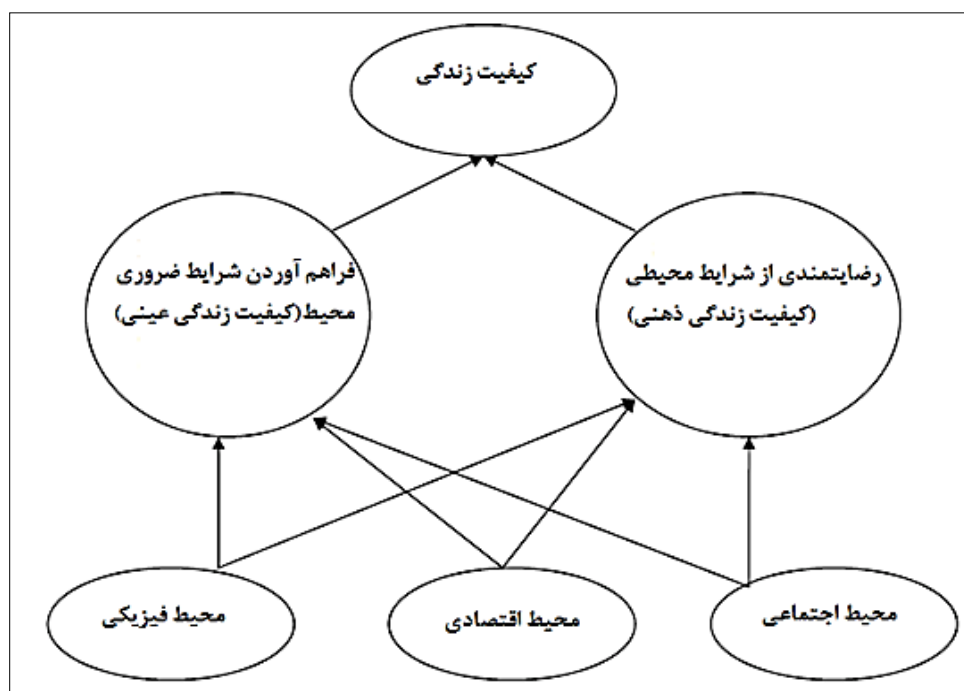 کیفیت زندگی
رضایتمندی از شرایط محیطی
(کیفیت زندگی ذهنی)
فراهم آوردن شرایط ضروری
محیط(کیفیت زندگی عینی)
محیط اجتماعی
محیط اقتصادی
محیط فیزیکی